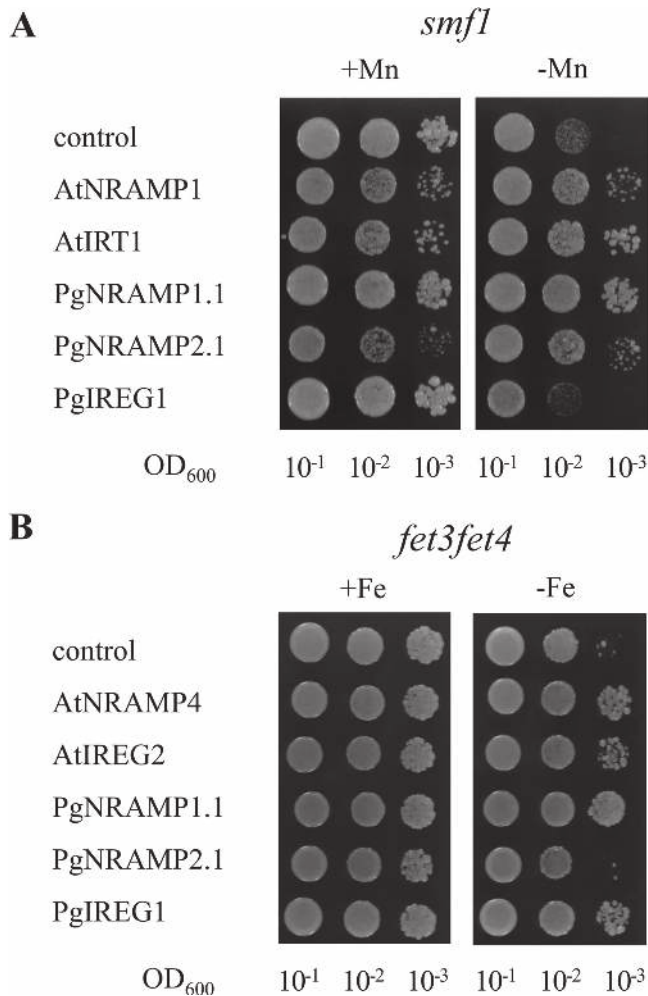 A
smf1
+Mn -Mn
control
AtNRAMP1
AtIRT1
PgNRAMP1.1
PgNRAMP2.1
PgIREG1
OD₆₀₀ 10⁻¹ 10⁻² 10⁻³ 10⁻¹ 10⁻² 10⁻³
B
fet3fet4
+Fe -Fe
control
AtNRAMP4
AtIREG2
PgNRAMP1.1
PgNRAMP2.1
PgIREG1
OD₆₀₀ 10⁻¹ 10⁻² 10⁻³ 10⁻¹ 10⁻² 10⁻³